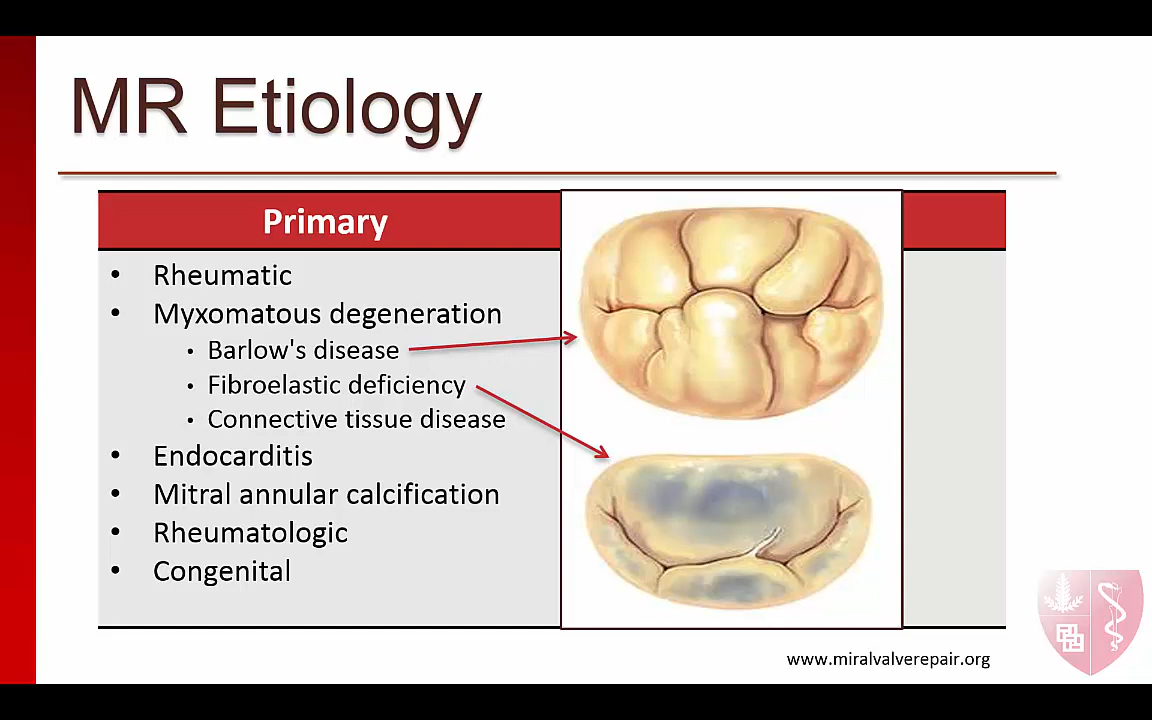 MR Etiology
Primary
• Rheumatic
• Myxomatous degeneration
• Barlow's disease
• Fibroelastic deficiency
• Connective tissue disease
• Endocarditis
• Mitral annular calcification
• Rheumatologic
• Congenital
www.miralvalverepair.org